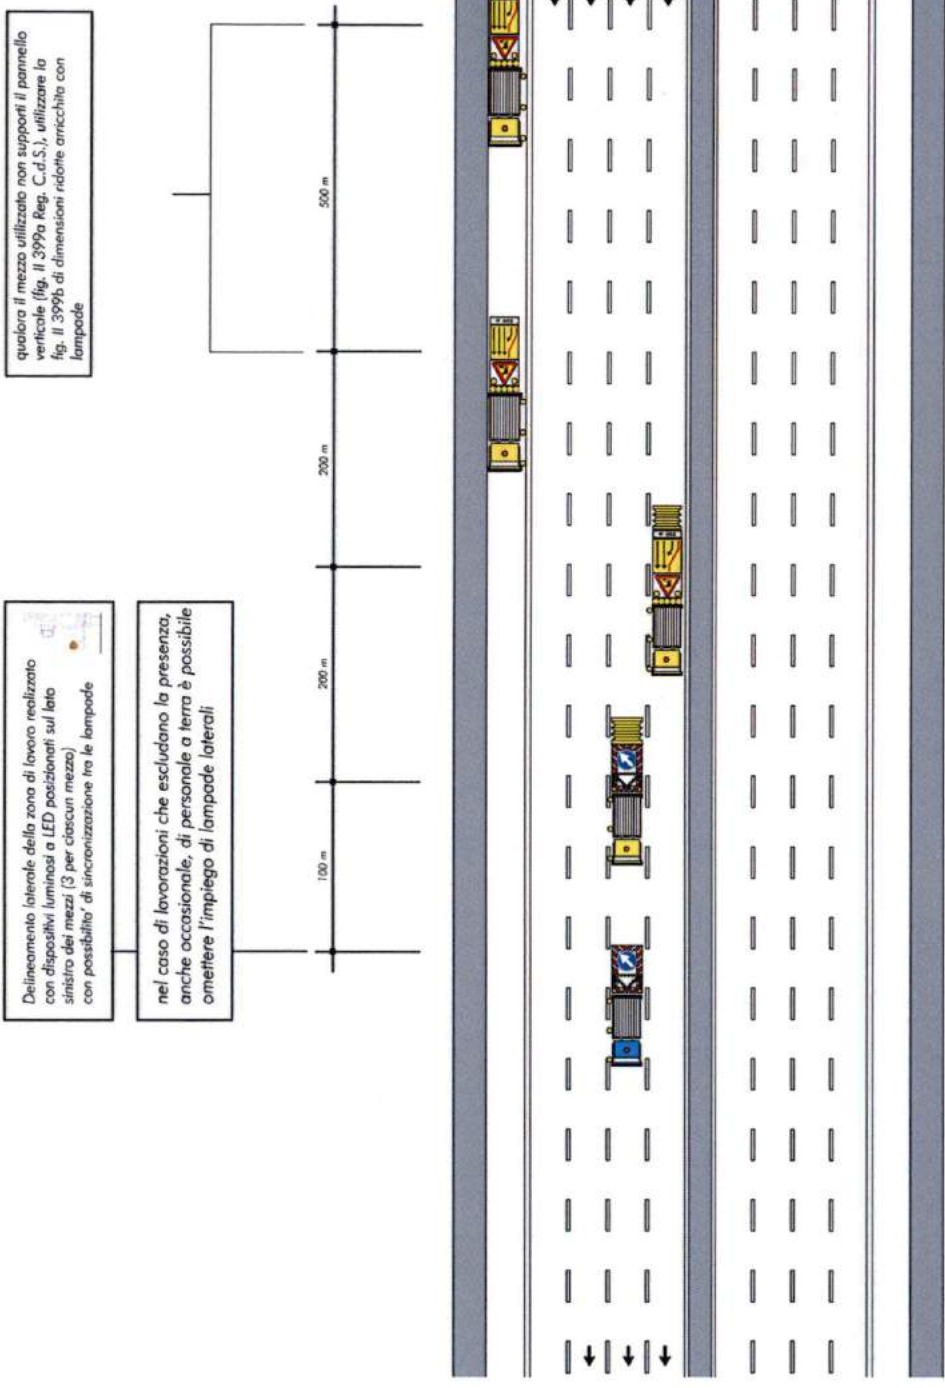 qualora il mezzo utilizzato non supporti il pannello
verticale (fig. II 399a Reg. C.d.S.), utilizzare la
fig. II 399b di dimensioni ridotte arricchita con
lampade
Delineamento laterale della zona di lavoro realizzato
con dispositivi luminosi a LED posizionati sul lato
sinistro dei mezzi (3 per ciascun mezzo)
con possibilita' di sincronizzazione tra le lampade
nel caso di lavorazioni che escludano la presenza,
anche occasionale, di personale a terra è possibile
omettere l'impiego di lampade laterali
100 m
200 m
200 m
500 m